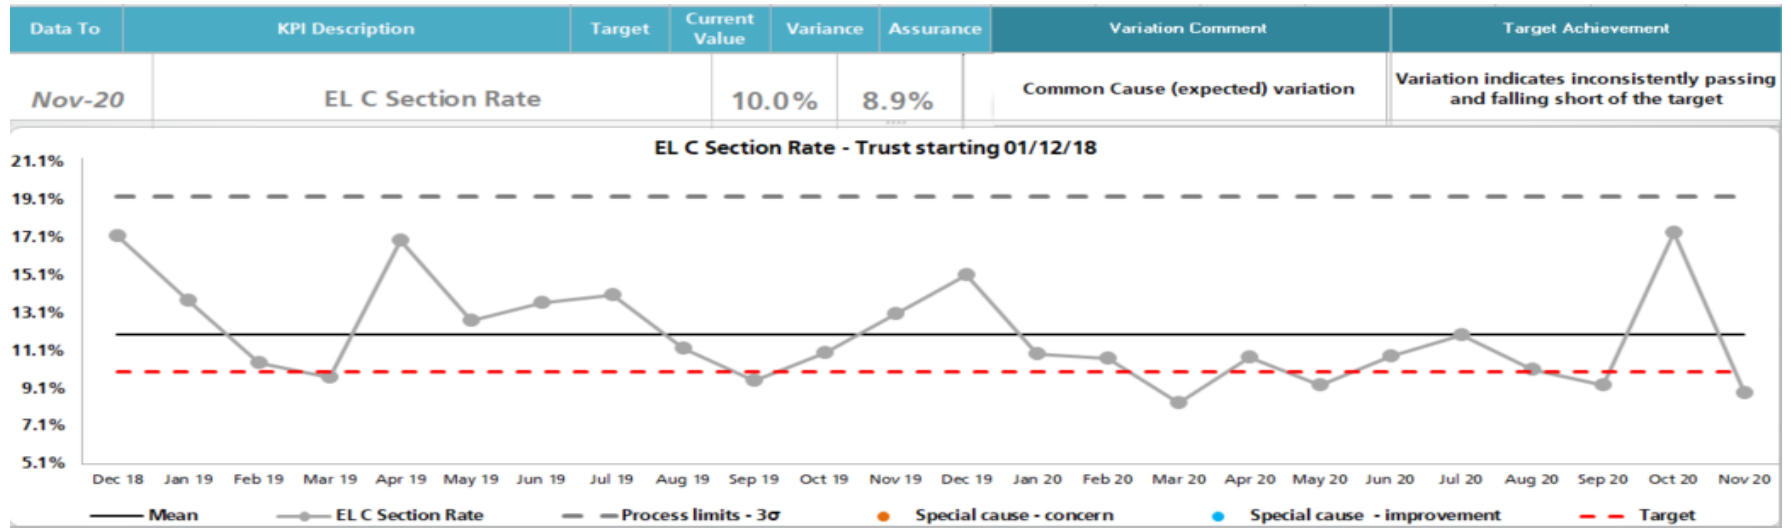 Data To KPI Description Target Current Value Variance Assurance Variation Comment Target Achievement
Nov-20 EL C Section Rate 10.0% 8.9% Common Cause (expected) variation Variation indicates inconsistently passing
and falling short of the target
EL C Section Rate - Trust starting 01/12/18
21.1%
19.1%
17.1%
15.1%
13.1%
11.1%
9.1%
7.1%
5.1%
Dec 18 Jan 19 Feb 19 Mar 19 Apr 19 May 19 Jun 19 Jul 19 Aug 19 Sep 19 Oct 19 Nov 19 Dec 19 Jan 20 Feb 20 Mar 20 Apr 20 May 20 Jun 20 Jul 20 Aug 20 Sep 20 Oct 20 Nov 20
Mean EL C Section Rate Process limits - 3σ Special cause - concern Special cause - improvement Target